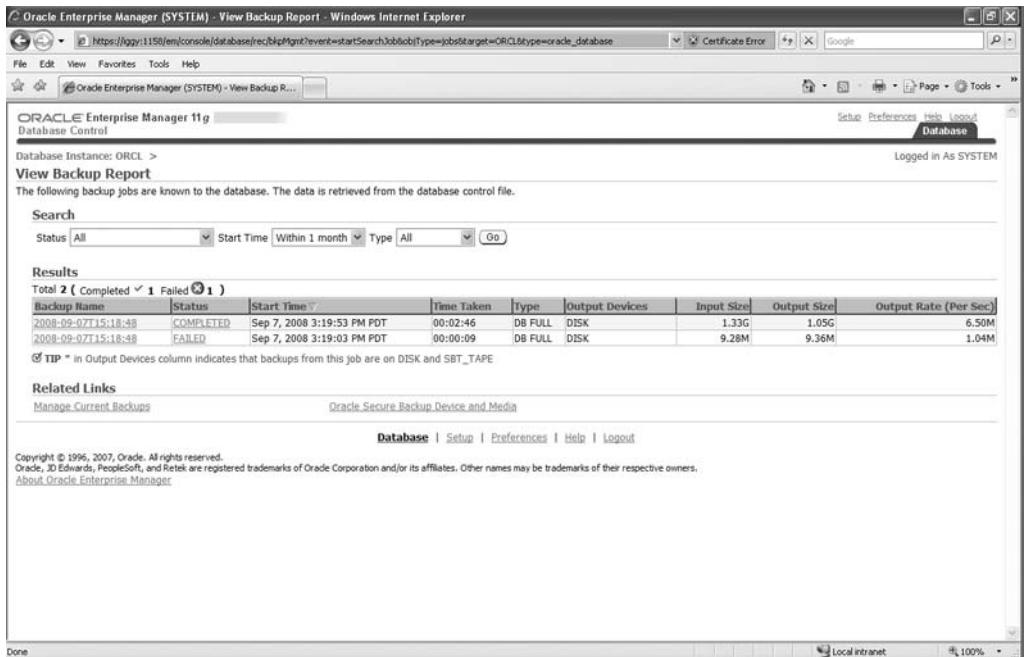 Oracle Enterprise Manager (SYSTEM) - View Backup Report - Windows Internet Explorer
https://iggy:1158/em/console/database/rec/bkpMgmt?event=startSearchJob&objType=jobs&target=ORCL&type=oracle_database Certificate Error Google
File Edit View Favorites Tools Help
Oracle Enterprise Manager (SYSTEM) - View Backup R... Page Tools
ORACLE Enterprise Manager 11g
Database Control
Setup Preferences Help Logout
Database
Database Instance: ORCL > Logged in As SYSTEM
View Backup Report
The following backup jobs are known to the database. The data is retrieved from the database control file.
Search
Status All Start Time Within 1 month Type All Go
Results
Total 2 ( Completed ✓ 1 Failed 1 )
Backup Name Status Start Time Time Taken Type Output Devices Input Size Output Size Output Rate (Per Sec)
2008-09-07T15:18:48 COMPLETED Sep 7, 2008 3:19:53 PM PDT 00:02:46 DB FULL DISK 1.33G 1.05G 6.50M
2008-09-07T15:18:48 FAILED Sep 7, 2008 3:19:03 PM PDT 00:00:09 DB FULL DISK 9.28M 9.36M 1.04M
TIP * in Output Devices column indicates that backups from this job are on DISK and SBT_TAPE
Related Links
Manage Current Backups Oracle Secure Backup Device and Media
Database | Setup | Preferences | Help | Logout
Copyright © 1996, 2007, Oracle. All rights reserved.
Oracle, JD Edwards, PeopleSoft, and Retek are registered trademarks of Oracle Corporation and/or its affiliates. Other names may be trademarks of their respective owners.
About Oracle Enterprise Manager
Done Local intranet 100%